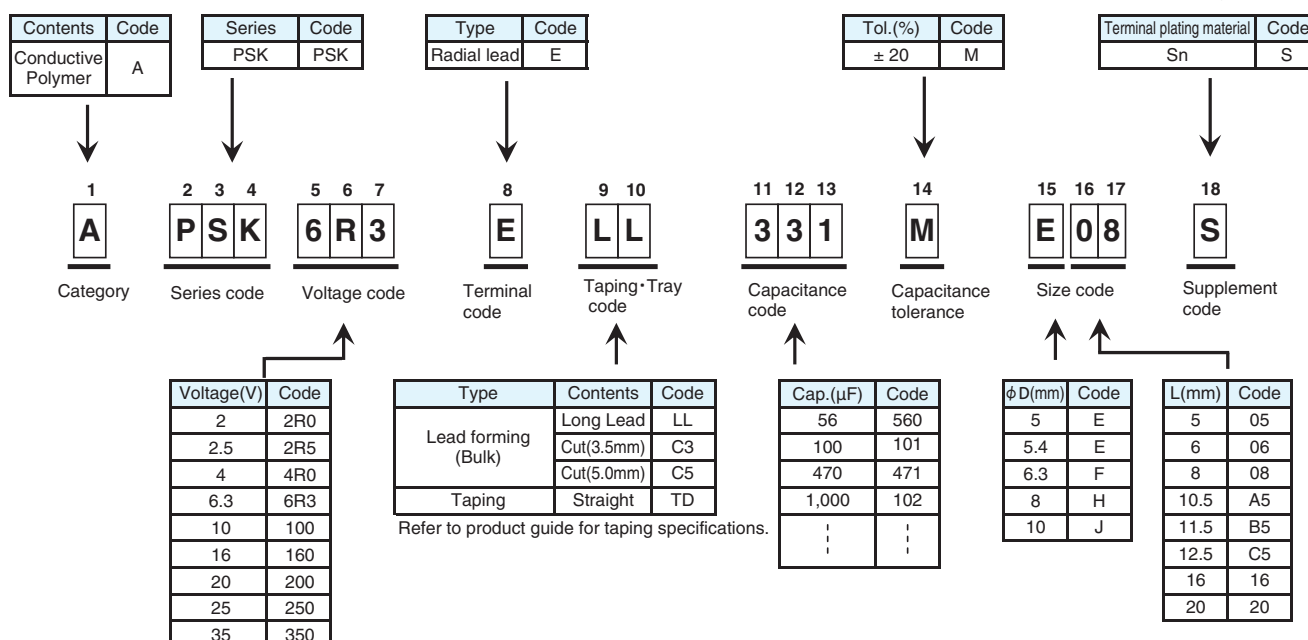 Contents Code
Conductive Polymer A
Series Code
PSK PSK
Type Code
Radial lead E
Tol.(%) Code
± 20 M
Terminal plating material Code
Sn S
1 2 3 4 5 6 7 8 9 10 11 12 13 14 15 16 17 18
A P S K 6 R 3 E L L 3 3 1 M E 0 8 S
Category
Series code
Voltage code
Terminal code
Taping・Tray code
Capacitance code
Capacitance tolerance
Size code
Supplement code
Voltage(V) Code
2 2R0
2.5 2R5
4 4R0
6.3 6R3
10 100
16 160
20 200
25 250
35 350
Type Contents Code
Lead forming (Bulk) Long Lead LL
Cut(3.5mm) C3
Cut(5.0mm) C5
Taping Straight TD
Refer to product guide for taping specifications.
Cap.(µF) Code
56 560
100 101
470 471
1,000 102
φD(mm) Code
5 E
5.4 E
6.3 F
8 H
10 J
L(mm) Code
5 05
6 06
8 08
10.5 A5
11.5 B5
12.5 C5
16 16
20 20